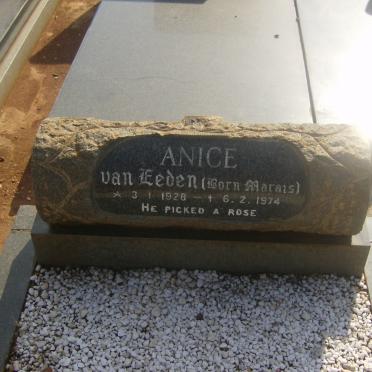 ANICE
van Eeden (Born Marais)
* 3. 1. 1928 — † 6. 2. 1974
HE PICKED A ROSE